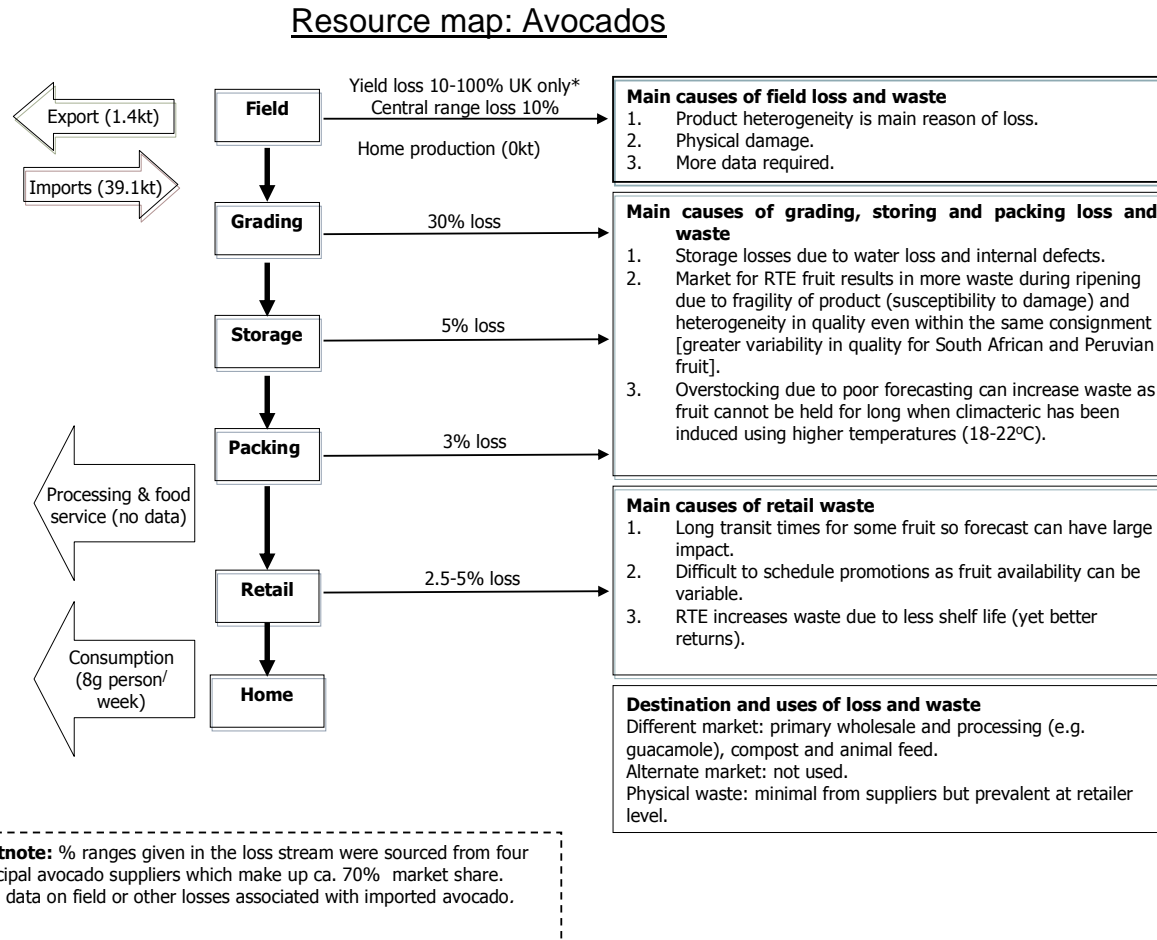 Resource map: Avocados
Export (1.4kt)
Imports (39.1kt)
Field
Yield loss 10-100% UK only*
Central range loss 10%
Home production (0kt)
Main causes of field loss and waste
1. Product heterogeneity is main reason of loss.
2. Physical damage.
3. More data required.
Grading
30% loss
Storage
5% loss
Packing
3% loss
Main causes of grading, storing and packing loss and
waste
1. Storage losses due to water loss and internal defects.
2. Market for RTE fruit results in more waste during ripening
due to fragility of product (susceptibility to damage) and
heterogeneity in quality even within the same consignment
[greater variability in quality for South African and Peruvian
fruit].
3. Overstocking due to poor forecasting can increase waste as
fruit cannot be held for long when climacteric has been
induced using higher temperatures (18-22ºC).
Processing & food
service (no data)
Retail
2.5-5% loss
Main causes of retail waste
1. Long transit times for some fruit so forecast can have large
impact.
2. Difficult to schedule promotions as fruit availability can be
variable.
3. RTE increases waste due to less shelf life (yet better
returns).
Consumption
(8g person/
week)
Home
Destination and uses of loss and waste
Different market: primary wholesale and processing (e.g.
guacamole), compost and animal feed.
Alternate market: not used.
Physical waste: minimal from suppliers but prevalent at retailer
level.
tnote: % ranges given in the loss stream were sourced from four
cipal avocado suppliers which make up ca. 70% market share.
data on field or other losses associated with imported avocado.